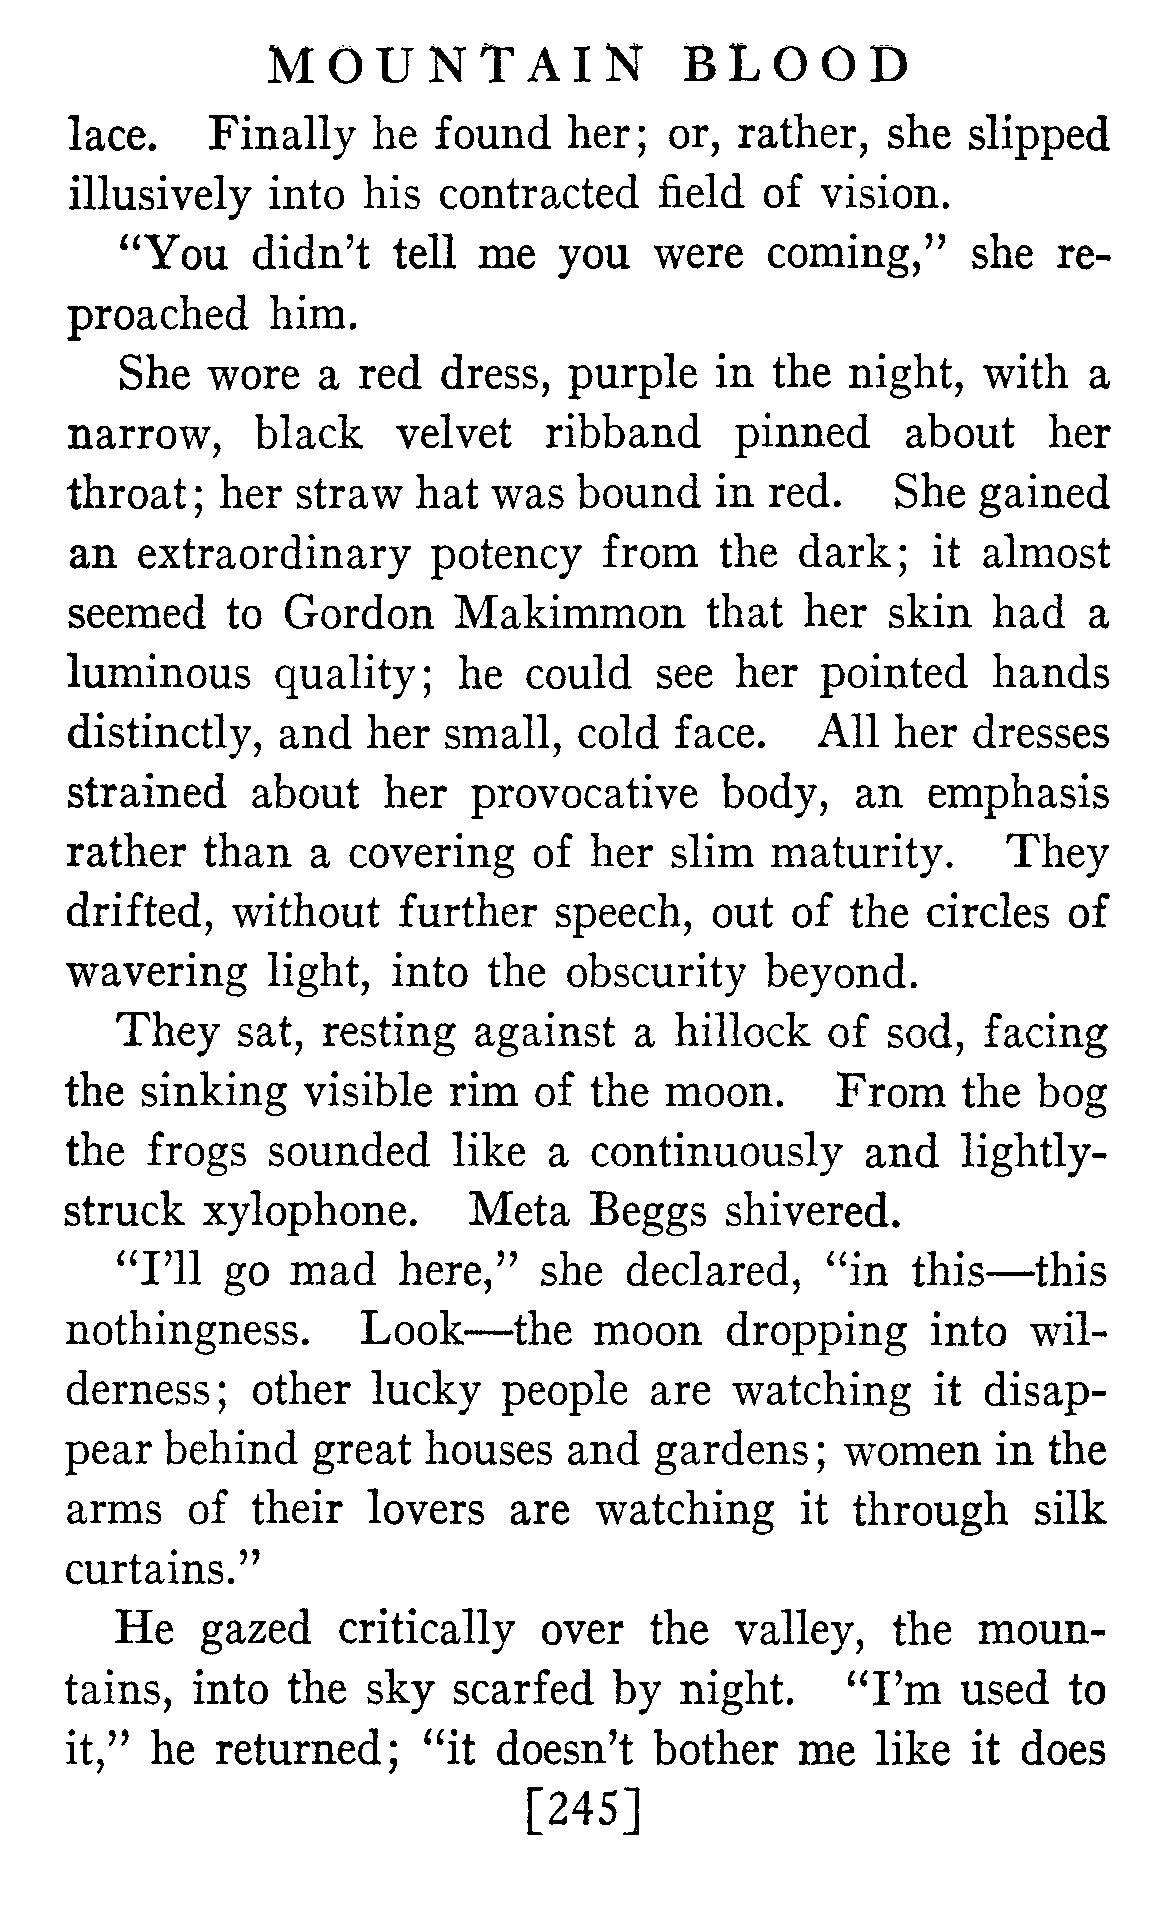 MOUNTAIN BLOOD
lace. Finally he found her; or, rather, she slipped
illusively into his contracted field of vision.
“You didn’t tell me you were coming,” she re-
proached him.
She wore a red dress, purple in the night, with a
narrow, black velvet ribband pinned about her
throat; her straw hat was bound in red. She gained
an extraordinary potency from the dark; it almost
seemed to Gordon Makimmon that her skin had a
luminous quality; he could see her pointed hands
distinctly, and her small, cold face. All her dresses
strained about her provocative body, an emphasis
rather than a covering of her slim maturity. They
drifted, without further speech, out of the circles of
wavering light, into the obscurity beyond.
They sat, resting against a hillock of sod, facing
the sinking visible rim of the moon. From the bog
the frogs sounded like a continuously and lightly-
struck xylophone. Meta Beggs shivered.
“I’ll go mad here,” she declared, “in this—this
nothingness. Look—the moon dropping into wil-
derness; other lucky people are watching it disap-
pear behind great houses and gardens; women in the
arms of their lovers are watching it through silk
curtains.”
He gazed critically over the valley, the moun-
tains, into the sky scarfed by night. “I’m used to
it,” he returned; “it doesn’t bother me like it does
[245]